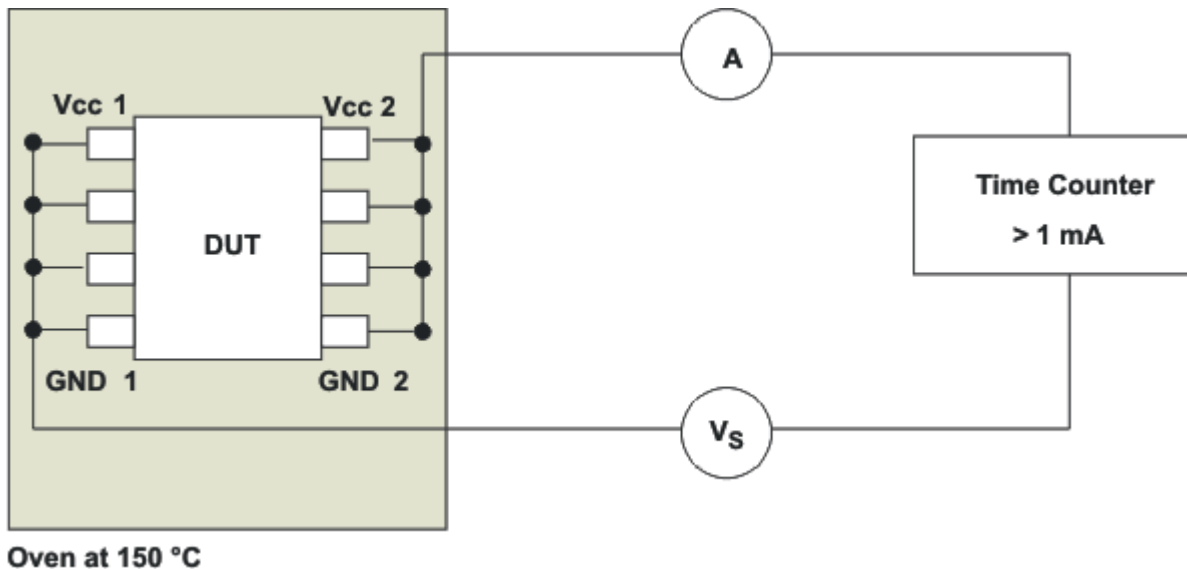 A
Vcc 1
Vcc 2
Time Counter
> 1 mA
DUT
GND 1
GND 2
VS
Oven at 150 °C